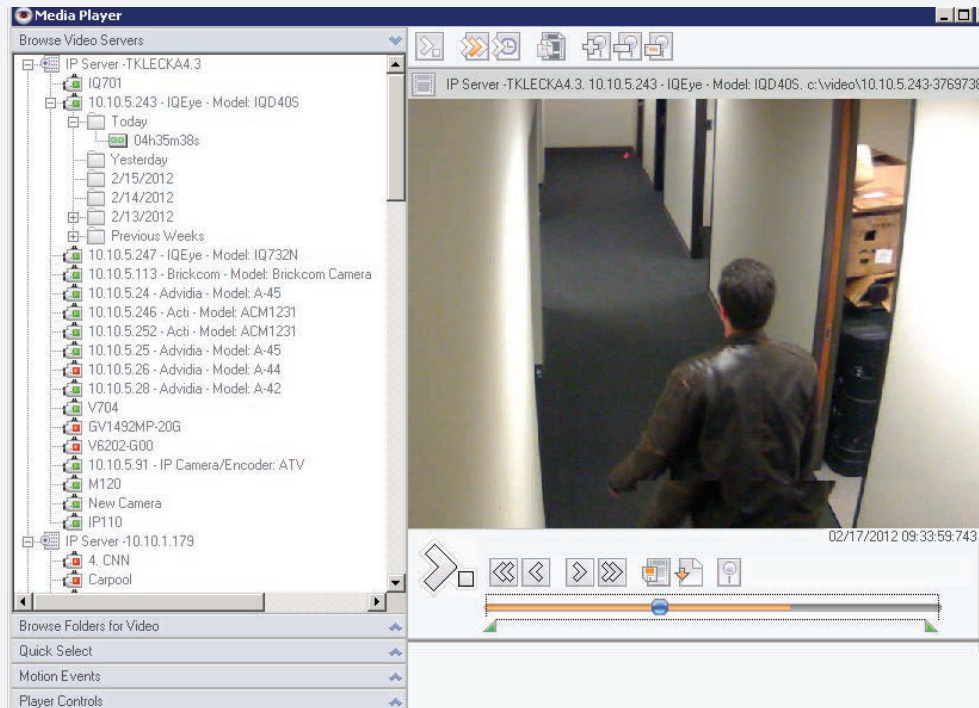 Media Player
Browse Video Servers
IP Server -TKLECKA4.3
IQ701
10.10.5.243 - IQEye - Model: IQD40S
Today
04h35m38s
Yesterday
2/15/2012
2/14/2012
2/13/2012
Previous Weeks
10.10.5.247 - IQEye - Model: IQ732N
10.10.5.113 - Brickcom - Model: Brickcom Camera
10.10.5.24 - Advidia - Model: A-45
10.10.5.246 - Acti - Model: ACM1231
10.10.5.252 - Acti - Model: ACM1231
10.10.5.25 - Advidia - Model: A-45
10.10.5.26 - Advidia - Model: A-44
10.10.5.28 - Advidia - Model: A-42
V704
GV1492MP-20G
V6202-G00
10.10.5.91 - IP Camera/Encoder: ATV
M120
New Camera
IP110
IP Server -10.10.1.179
4. CNN
Carpool
Browse Folders for Video
Quick Select
Motion Events
Player Controls
IP Server -TKLECKA4.3. 10.10.5.243 - IQEye - Model: IQD40S. c:\video\10.10.5.243-3769738
02/17/2012 09:33:59:743